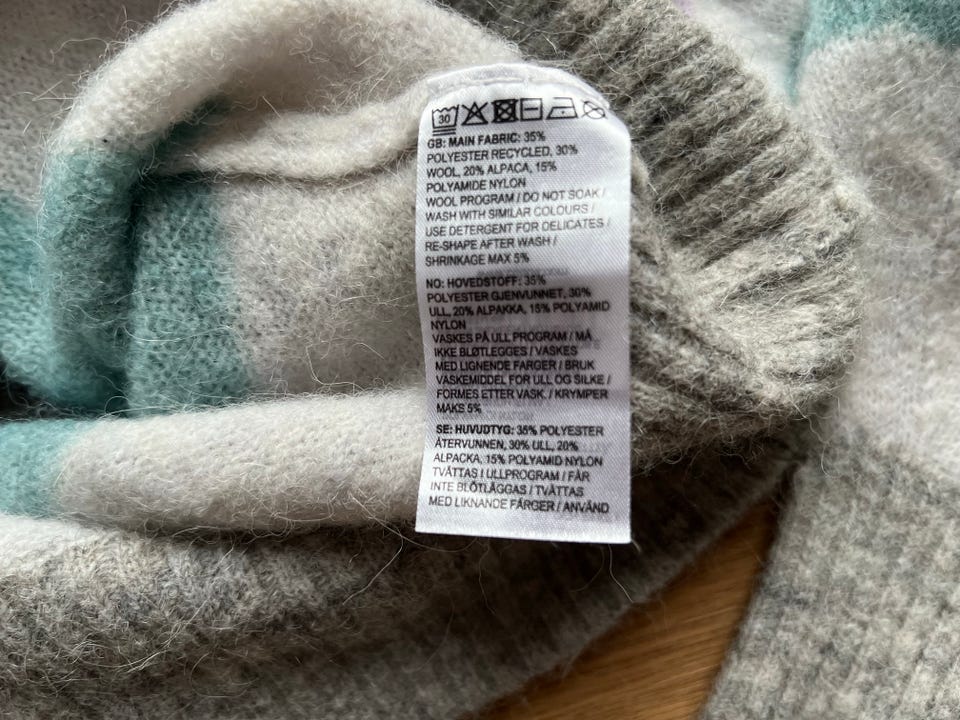 30
GB: MAIN FABRIC: 35%
POLYESTER RECYCLED, 30%
WOOL, 20% ALPACA, 15%
POLYAMIDE NYLON
WOOL PROGRAM / DO NOT SOAK /
WASH WITH SIMILAR COLOURS /
USE DETERGENT FOR DELICATES /
RE-SHAPE AFTER WASH /
SHRINKAGE MAX 5%
NO: HOVEDSTOFF: 35%
POLYESTER GJENVUNNET, 30%
ULL, 20% ALPAKKA, 15% POLYAMID
NYLON
VASKES PÅ ULL PROGRAM / MÅ
IKKE BLØTLEGGES / VASKES
MED LIGNENDE FARGER / BRUK
VASKEMIDDEL FOR ULL OG SILKE /
FORMES ETTER VASK. / KRYMPER
MAKS 5%
SE: HUVUDTYG: 35% POLYESTER
ÅTERVUNNEN, 30% ULL, 20%
ALPACKA, 15% POLYAMID NYLON
TVÄTTAS I ULLPROGRAM / FÅR
INTE BLÖTLÄGGAS / TVÄTTAS
MED LIKNANDE FÄRGER / ANVÄND